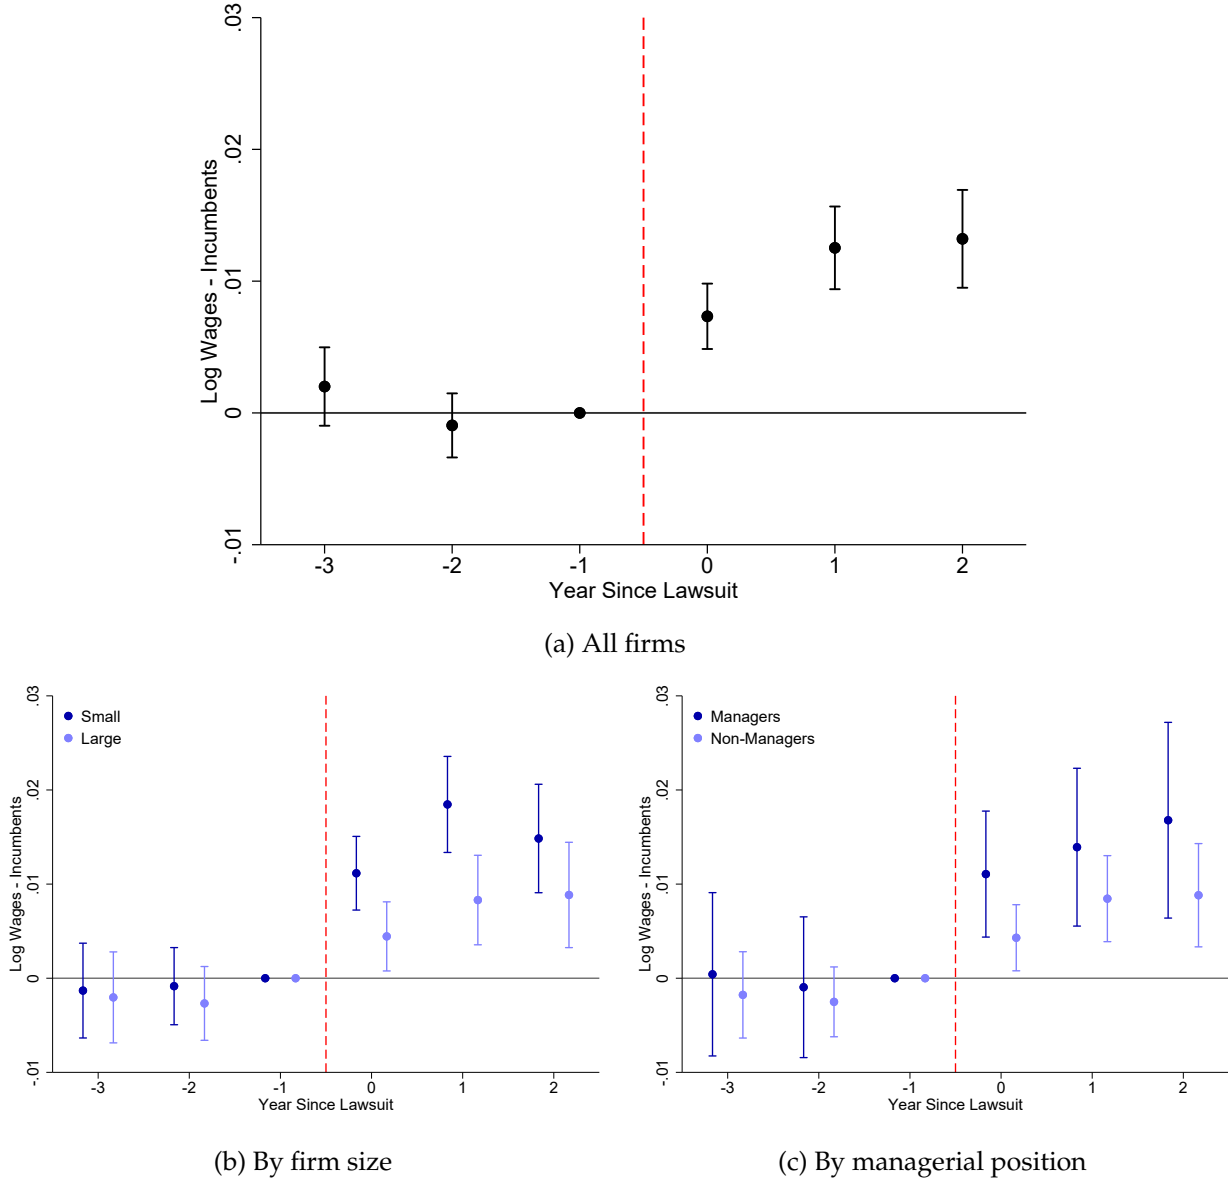 .03
.02
.01
0
-.01
Log Wages - Incumbents
-3 -2 -1 0 1 2
Year Since Lawsuit
(a) All firms
.03
.02
.01
0
-.01
Log Wages - Incumbents
Small
Large
-3 -2 -1 0 1 2
Year Since Lawsuit
(b) By firm size
.03
.02
.01
0
-.01
Log Wages - Incumbents
Managers
Non-Managers
-3 -2 -1 0 1 2
Year Since Lawsuit
(c) By managerial position